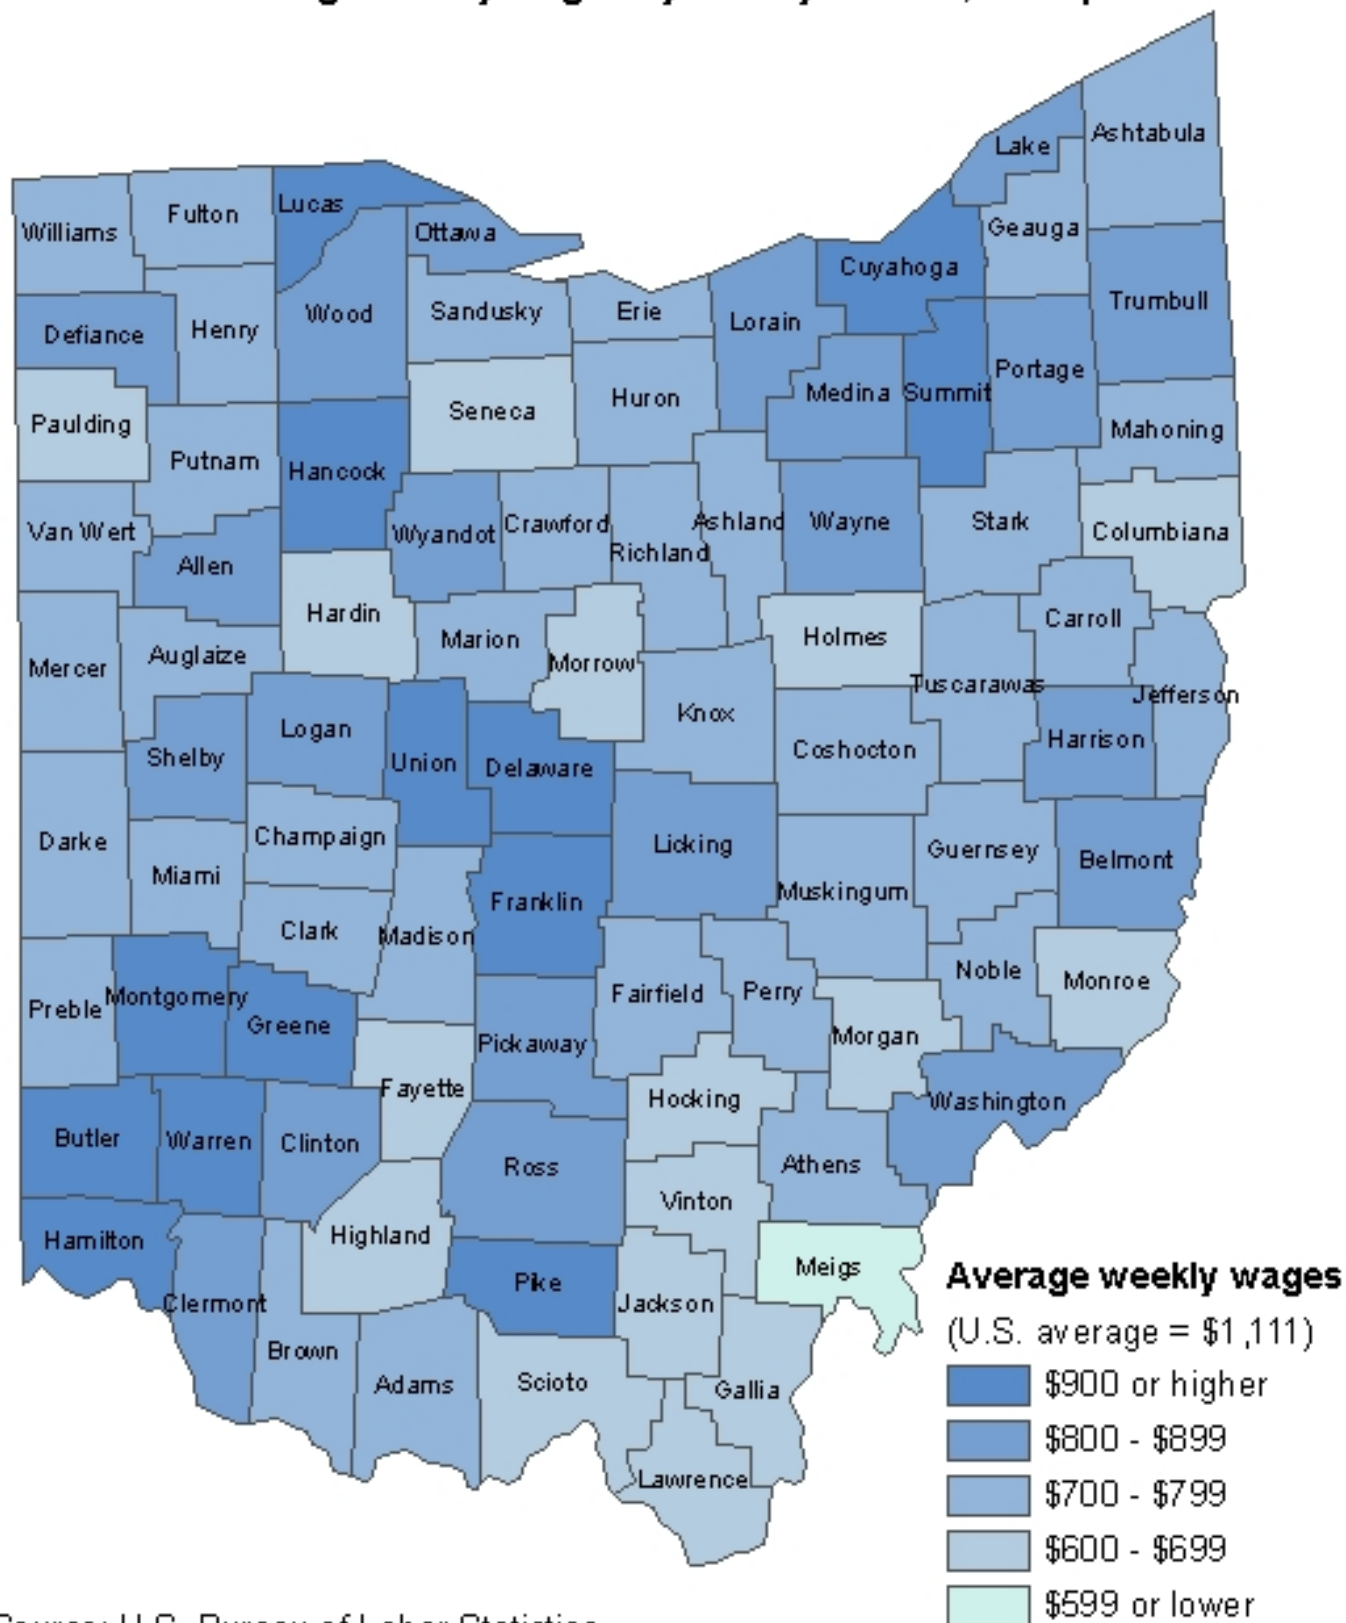 Ashtabula
Lake
Lucas
Fulton
Williams
Ottawa
Geauga
Cuyahoga
Trumbull
Sandusky
Erie
Wood
Lorain
Henry
Defiance
Portage
Medina
Summit
Huron
Seneca
Paulding
Mahoning
Putnam
Hancock
Stark
Wayne
Ashland
Crawford
Van Wert
Columbiana
Wyandot
Richland
Allen
Hardin
Carroll
Holmes
Marion
Auglaize
Morrow
Mercer
Tuscarawas
Jefferson
Knox
Logan
Harrison
Coshocton
Shelby
Union
Delaware
Champaign
Darke
Licking
Guernsey
Belmont
Miami
Muskingum
Franklin
Clark
Madison
Noble
Monroe
Perry
Fairfield
Montgomery
Preble
Greene
Morgan
Pickaway
Fayette
Hocking
Washington
Butler
Warren
Clinton
Athens
Ross
Vinton
Highland
Hamilton
Meigs
Pike
Clermont
Jackson
Brown
Adams
Scioto
Gallia
Lawrence
Average weekly wages
(U.S. average = $1,111)
$900 or higher
$800 - $899
$700 - $799
$600 - $699
$599 or lower
Source: U.S. Bureau of Labor Statistics